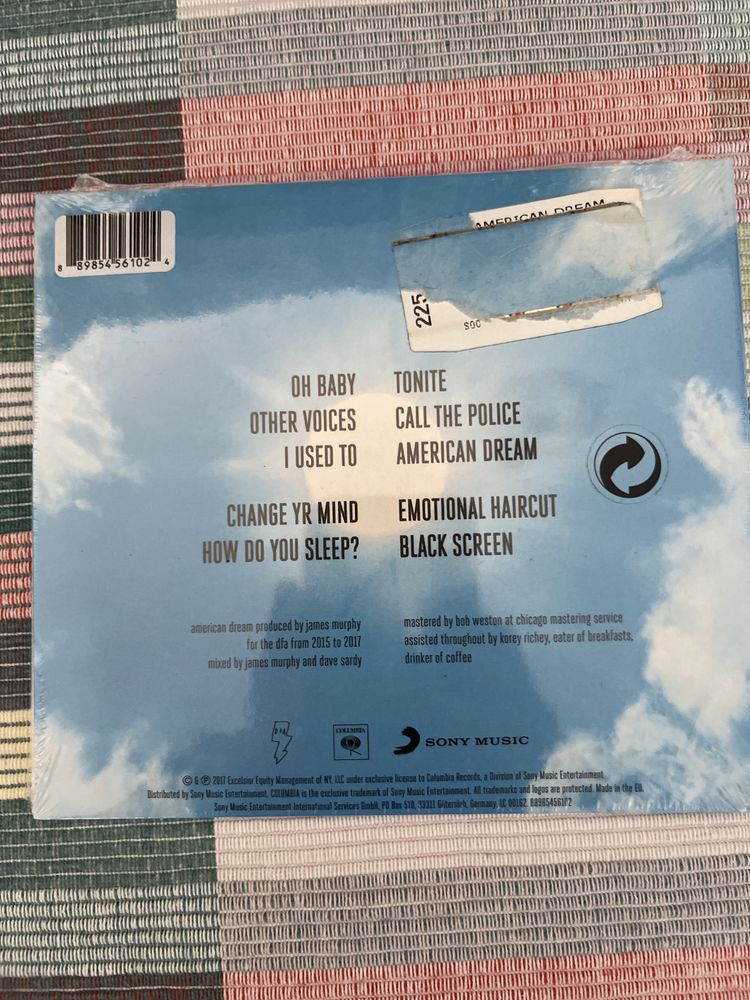 8 89854 56102 4
AMERICAN DREAM
225
SOC
OH BABY
OTHER VOICES
I USED TO
CHANGE YR MIND
HOW DO YOU SLEEP?
TONITE
CALL THE POLICE
AMERICAN DREAM
EMOTIONAL HAIRCUT
BLACK SCREEN
american dream produced by james murphy
for the dfa from 2015 to 2017
mixed by james murphy and dave sardy
mastered by bob weston at chicago mastering service
assisted throughout by korey richey, eater of breakfasts,
drinker of coffee
DFA
COLUMBIA
SONY MUSIC
© & ℗ 2017 Excelsior Equity Management of NY, LLC under exclusive license to Columbia Records, a Division of Sony Music Entertainment
Distributed by Sony Music Entertainment. COLUMBIA is the exclusive trademark of Sony Music Entertainment. All trademarks and logos are protected. Made in the EU.
Sony Music Entertainment International Services GmbH, PO Box 510, 33311 Gütersloh, Germany. LC 00162. 88985456102